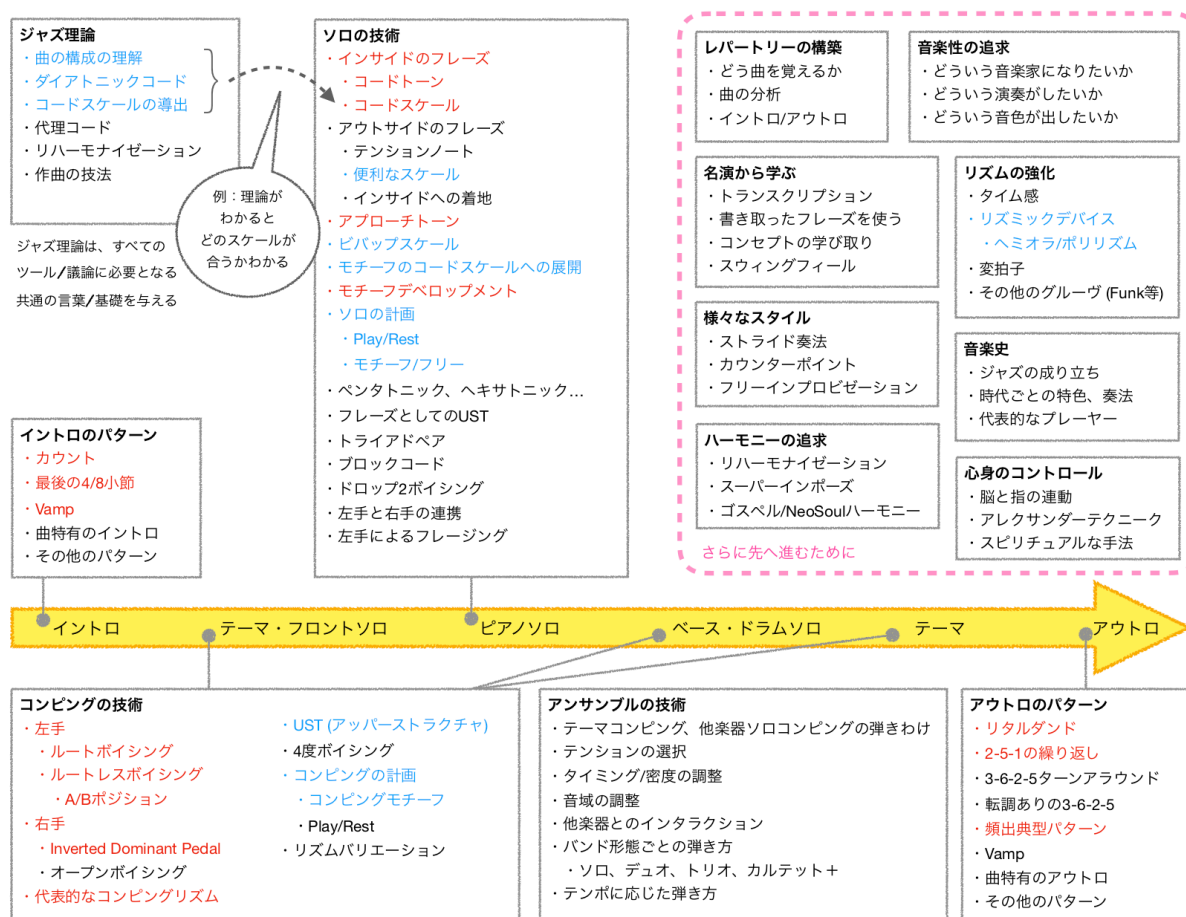 ジャズ理論
・曲の構成の理解
・ダイアトニックコード
・コードスケールの導出
・代理コード
・リハーモナイゼーション
・作曲の技法
ジャズ理論は、すべての
ツール/議論に必要となる
共通の言葉/基礎を与える
例：理論が
わかると
どのスケールが
合うかわかる
ソロの技術
・インサイドのフレーズ
・コードトーン
・コードスケール
・アウトサイドのフレーズ
・テンションノート
・便利なスケール
・インサイドへの着地
・アプローチトーン
・ビバップスケール
・モチーフのコードスケールへの展開
・モチーフデベロップメント
・ソロの計画
・Play/Rest
・モチーフ/フリー
・ペンタトニック、ヘキサトニック…
・フレーズとしてのUST
・トライアドペア
・ブロックコード
・ドロップ2ボイシング
・左手と右手の連携
・左手によるフレージング
レパートリーの構築
・どう曲を覚えるか
・曲の分析
・イントロ/アウトロ
音楽性の追求
・どういう音楽家になりたいか
・どういう演奏がしたいか
・どういう音色が出したいか
名演から学ぶ
・トランスクリプション
・書き取ったフレーズを使う
・コンセプトの学び取り
・スウィングフィール
リズムの強化
・タイム感
・リズミックデバイス
・ヘミオラ/ポリリズム
・変拍子
・その他のグルーヴ (Funk等)
様々なスタイル
・ストライド奏法
・カウンターポイント
・フリーインプロビゼーション
音楽史
・ジャズの成り立ち
・時代ごとの特色、奏法
・代表的なプレーヤー
ハーモニーの追求
・リハーモナイゼーション
・スーパーインポーズ
・ゴスペル/NeoSoulハーモニー
心身のコントロール
・脳と指の連動
・アレクサンダーテクニーク
・スピリチュアルな手法
さらに先へ進むために
イントロのパターン
・カウント
・最後の4/8小節
・Vamp
・曲特有のイントロ
・その他のパターン
イントロ
テーマ・フロントソロ
ピアノソロ
ベース・ドラムソロ
テーマ
アウトロ
コンピングの技術
・左手
・ルートボイシング
・ルートレスボイシング
・A/Bポジション
・右手
・Inverted Dominant Pedal
・オープンボイシング
・代表的なコンピングリズム
・UST (アッパーストラクチャ)
・4度ボイシング
・コンピングの計画
・コンピングモチーフ
・Play/Rest
・リズムバリエーション
アンサンブルの技術
・テーマコンピング、他楽器ソロコンピングの弾きわけ
・テンションの選択
・タイミング/密度の調整
・音域の調整
・他楽器とのインタラクション
・バンド形態ごとの弾き方
・ソロ、デュオ、トリオ、カルテット＋
・テンポに応じた弾き方
アウトロのパターン
・リタルダンド
・2-5-1の繰り返し
・3-6-2-5ターンアラウンド
・転調ありの3-6-2-5
・頻出典型パターン
・Vamp
・曲特有のアウトロ
・その他のパターン